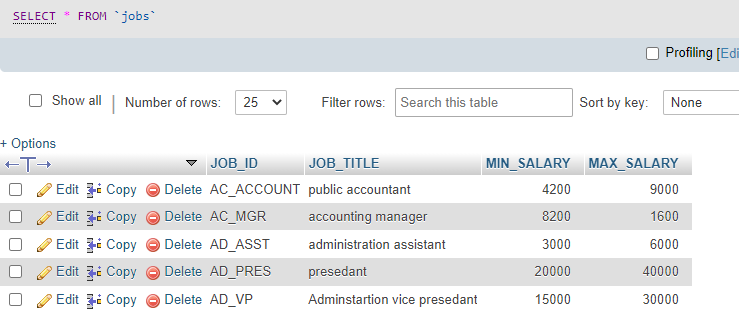 SELECT * FROM `jobs`
Profiling [Edi
Show all | Number of rows: 25 Filter rows: Search this table Sort by key: None
+ Options
←T→ JOB_ID JOB_TITLE MIN_SALARY MAX_SALARY
Edit Copy Delete AC_ACCOUNT public accountant 4200 9000
Edit Copy Delete AC_MGR accounting manager 8200 1600
Edit Copy Delete AD_ASST administration assistant 3000 6000
Edit Copy Delete AD_PRES presedant 20000 40000
Edit Copy Delete AD_VP Adminstartion vice presedant 15000 30000